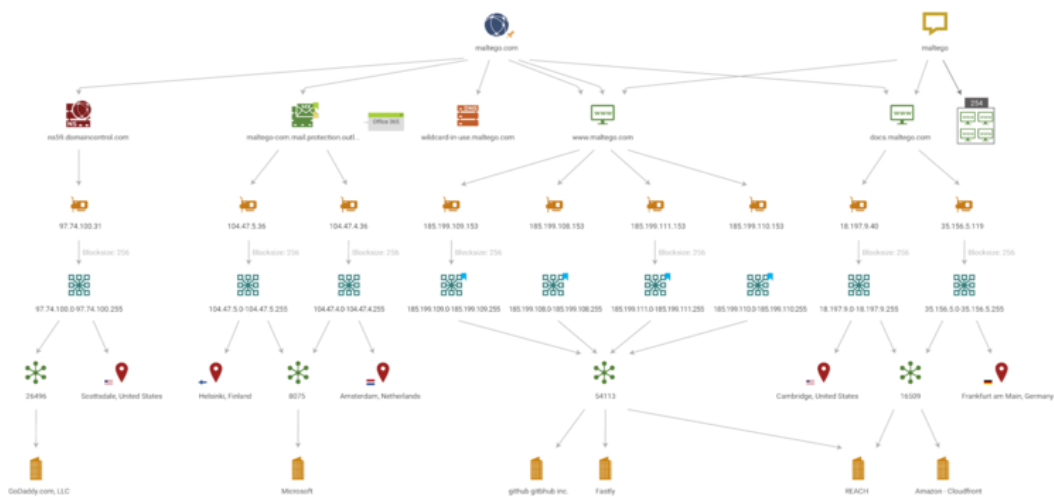 maltego.com
maltego
254
ns59.domaincontrol.com
maltego-com.mail.protection.outl...
Office 365
wildcard-in-use.maltego.com
www.maltego.com
docs.maltego.com
97.74.100.31
104.47.5.36
104.47.4.36
185.199.109.153
185.199.108.153
185.199.111.153
185.199.110.153
18.197.9.40
35.156.5.119
Blocksize: 256
Blocksize: 256
Blocksize: 256
Blocksize: 256
Blocksize: 256
Blocksize: 256
Blocksize: 256
Blocksize: 256
Blocksize: 256
97.74.100.0-97.74.100.255
104.47.5.0-104.47.5.255
104.47.4.0-104.47.4.255
185.199.109.0-185.199.109.255
185.199.108.0-185.199.108.255
185.199.111.0-185.199.111.255
185.199.110.0-185.199.110.255
18.197.9.0-18.197.9.255
35.156.5.0-35.156.5.255
26496
Scottsdale, United States
Helsinki, Finland
8075
Amsterdam, Netherlands
54113
Cambridge, United States
16509
Frankfurt am Main, Germany
GoDaddy.com, LLC
Microsoft
github gitbhub inc.
Fastly
REACH
Amazon - Cloudfront